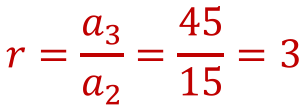 r = a₃/a₂ = 45/15 = 3